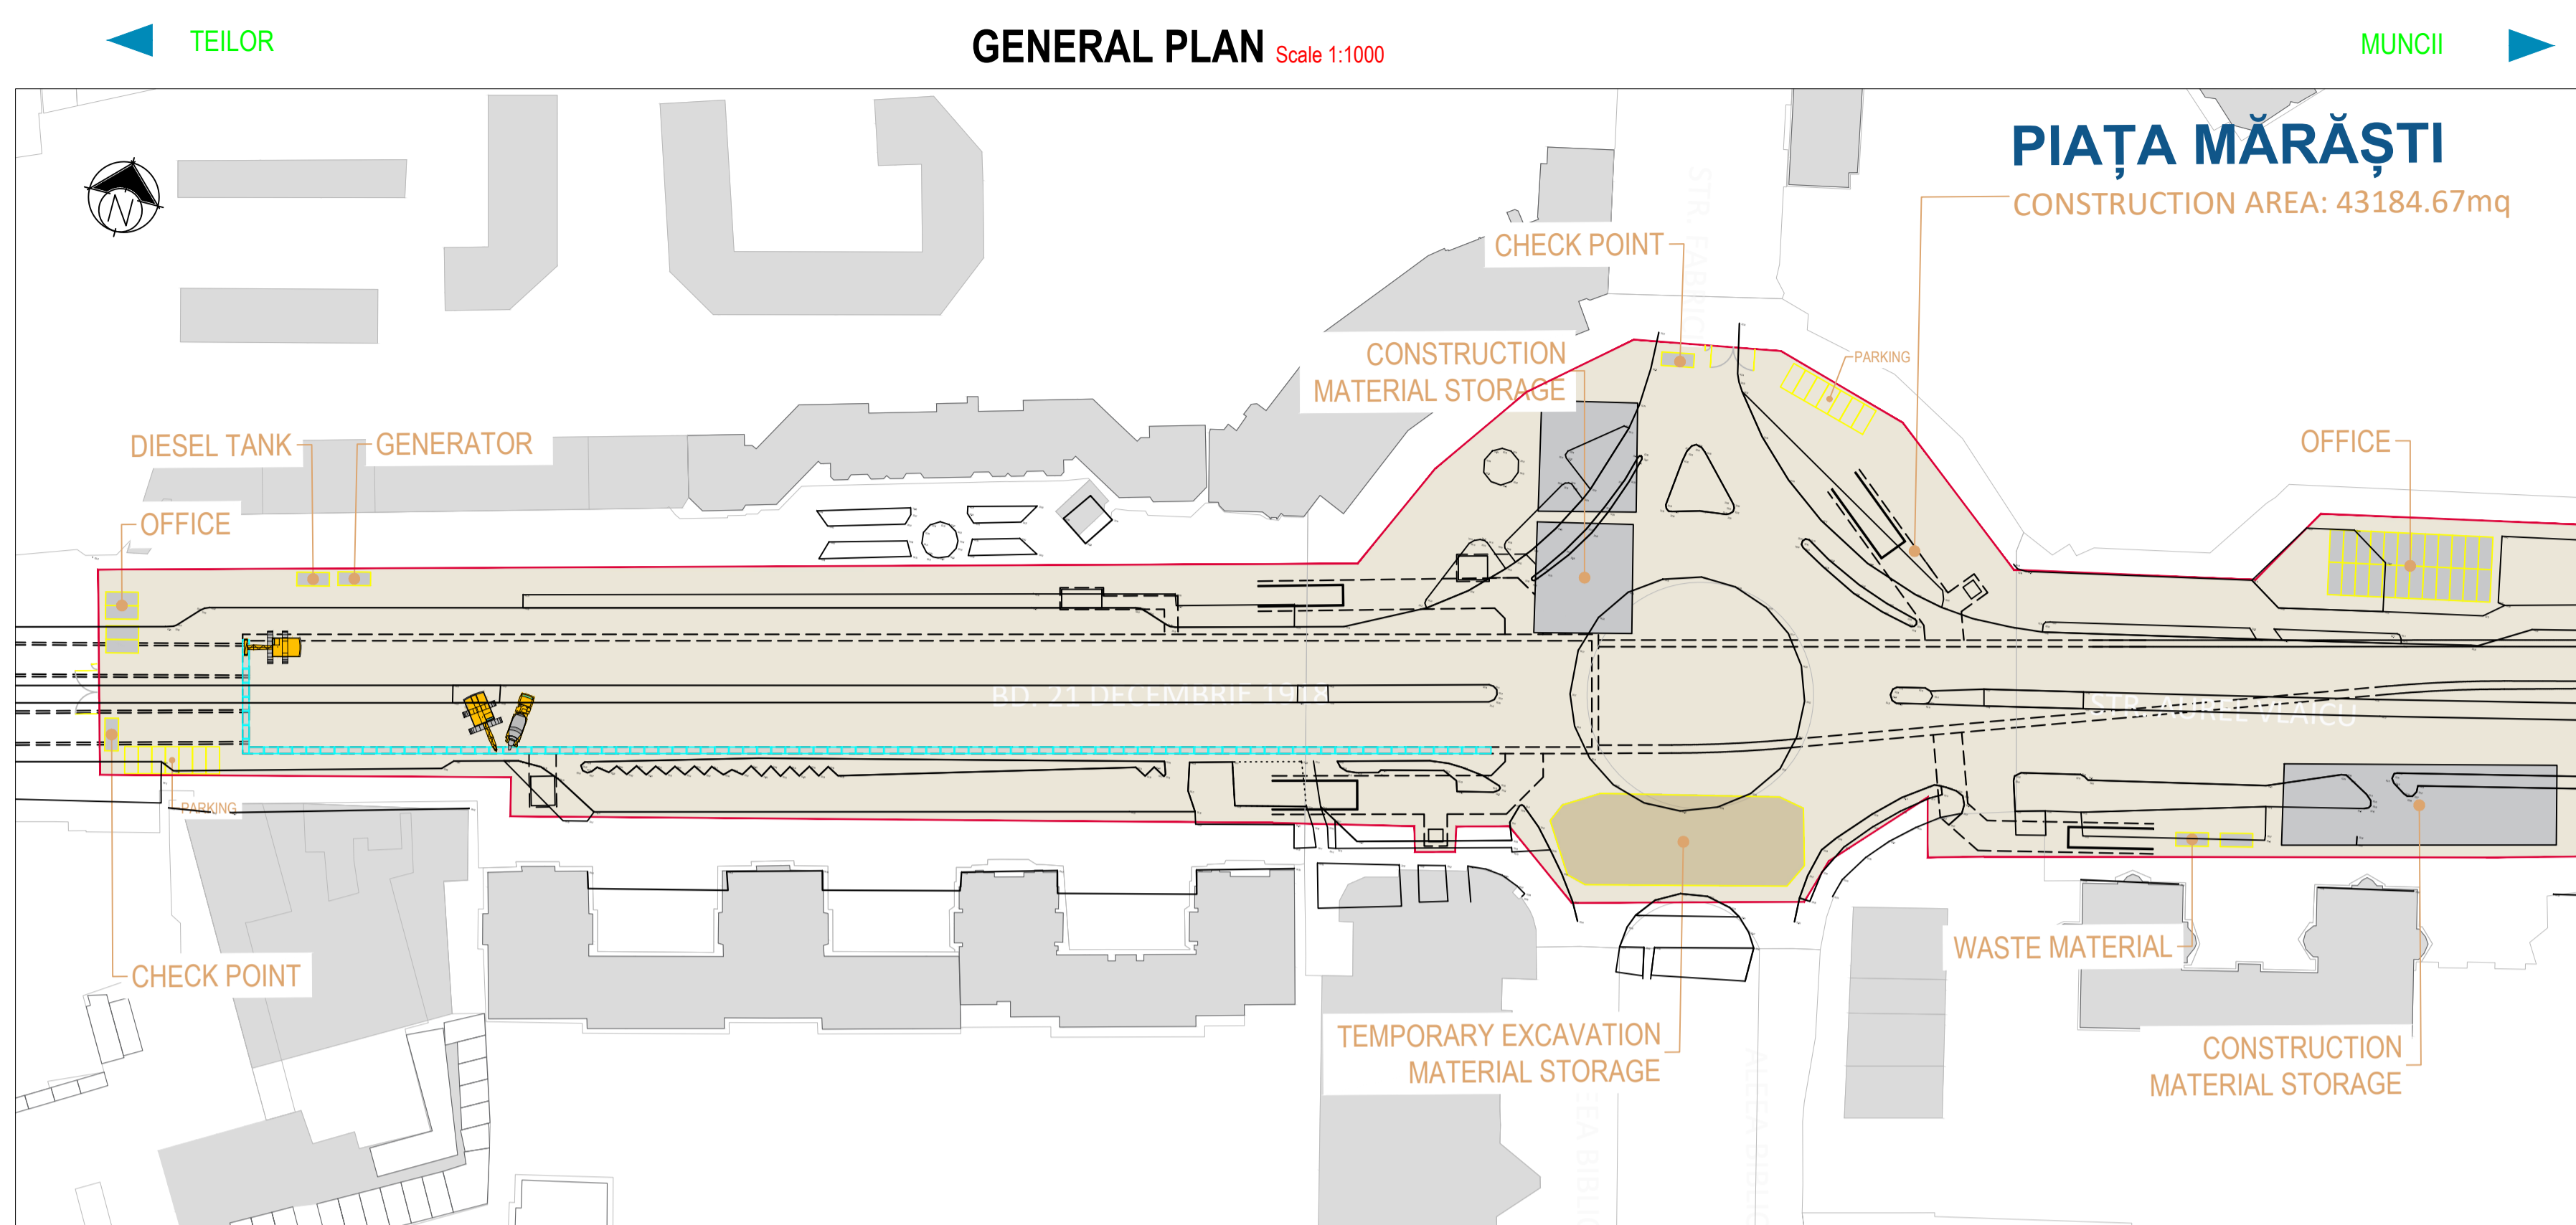 TEILOR
GENERAL PLAN Scale 1:1000
MUNCII
PIAȚA MĂRĂȘTI
CONSTRUCTION AREA: 43184.67mq
N
STR. FABRICI
CHECK POINT
CONSTRUCTION
MATERIAL STORAGE
PARKING
DIESEL TANK
GENERATOR
OFFICE
OFFICE
BD. 21 DECEMBRIE 1918
STR. AUREL VLAICU
PARKING
CHECK POINT
WASTE MATERIAL
TEMPORARY EXCAVATION
MATERIAL STORAGE
CONSTRUCTION
MATERIAL STORAGE